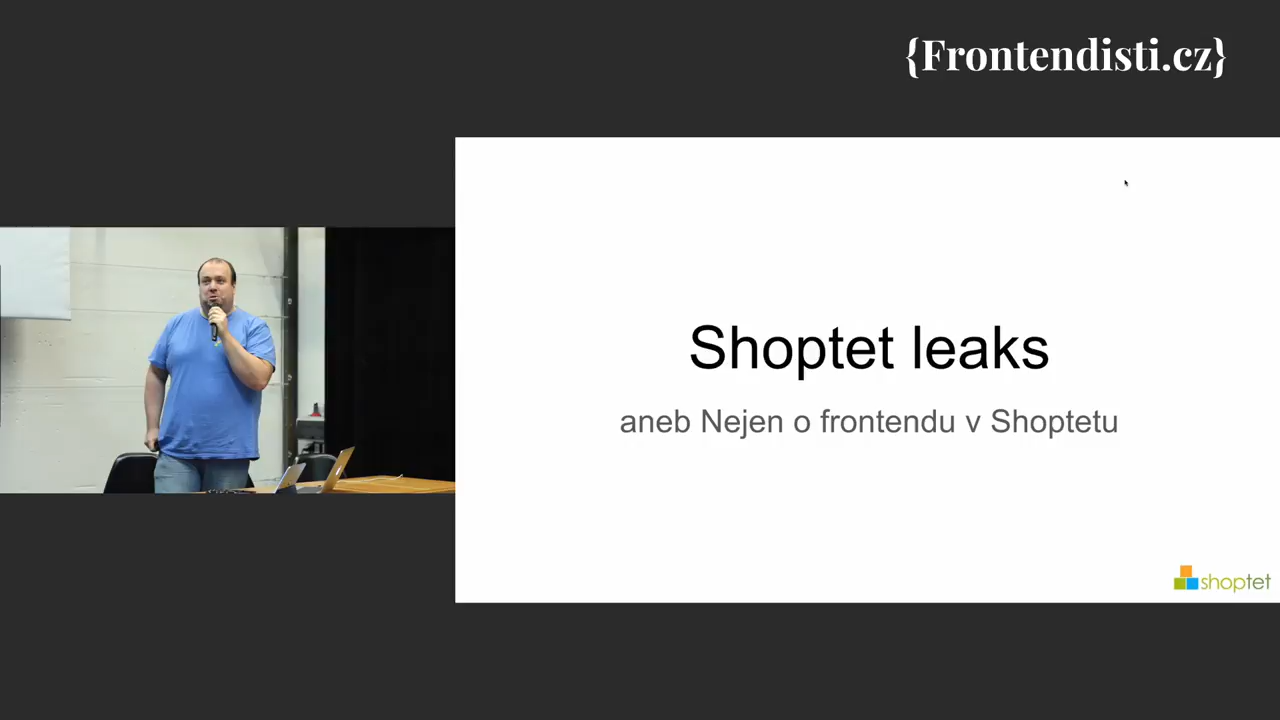 {Frontendisti.cz}
Shoptet leaks
aneb Nejen o frontendu v Shoptetu
shoptet